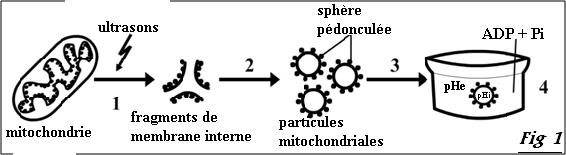 ultrasons
sphère
pédonculée
ADP + Pi
1
2
3
4
pHe
pHi
mitochondrie
fragments de
membrane interne
particules
mitochondriales
Fig 1